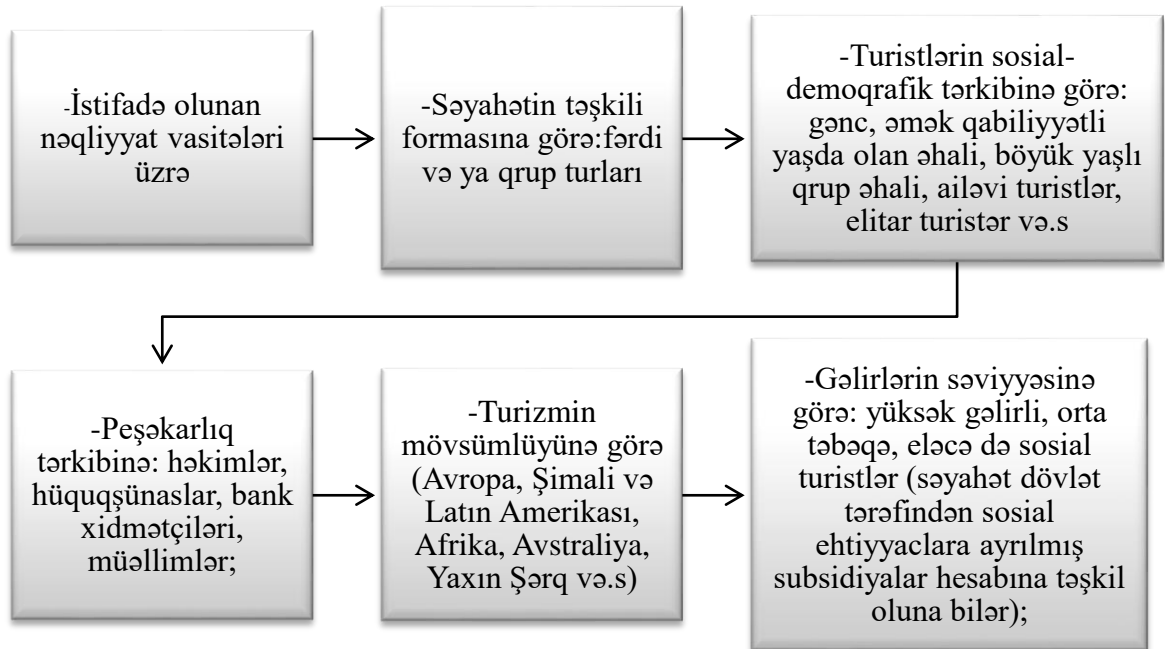 -İstifadə olunan
nəqliyyat vasitələri
üzrə
-Səyahətin təşkili
formasına görə:fərdi
və ya qrup turları
-Turistlərin sosial-
demoqrafik tərkibinə görə:
gənc, əmək qabiliyyətli
yaşda olan əhali, böyük yaşlı
qrup əhali, ailəvi turistlər,
elitar turistər və.s
-Peşəkarlıq
tərkibinə: həkimlər,
hüquqşünaslar, bank
xidmətçiləri,
müəllimlər;
-Turizmin
mövsümlüyünə görə
(Avropa, Şimali və
Latın Amerikası,
Afrika, Avstraliya,
Yaxın Şərq və.s)
-Gəlirlərin səviyyəsinə
görə: yüksək gəlirli, orta
təbəqə, eləcə də sosial
turistlər (səyahət dövlət
tərəfindən sosial
ehtiyyaclara ayrılmış
subsidiyalar hesabına təşkil
oluna bilər);